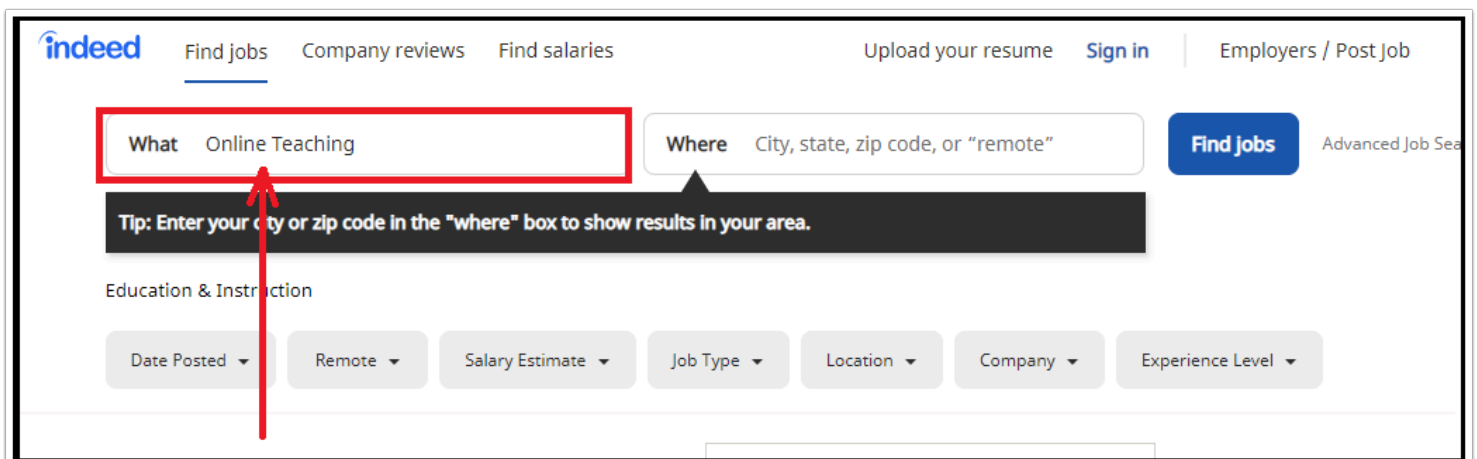 indeed Find jobs Company reviews Find salaries Upload your resume Sign in Employers / Post Job
What Online Teaching Where City, state, zip code, or “remote” Find jobs Advanced Job Sea
Tip: Enter your city or zip code in the "where" box to show results in your area.
Education & Instruction
Date Posted Remote Salary Estimate Job Type Location Company Experience Level